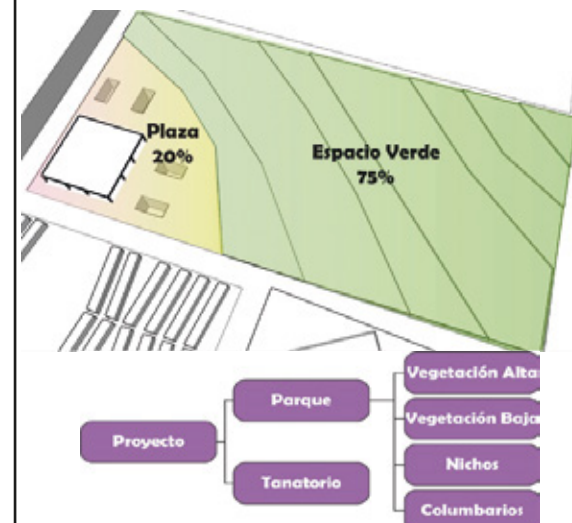 Plaza
20%
Espacio Verde
75%
Proyecto
Parque
Tanatorio
Vegetación Alta
Vegetación Baja
Nichos
Columbarios